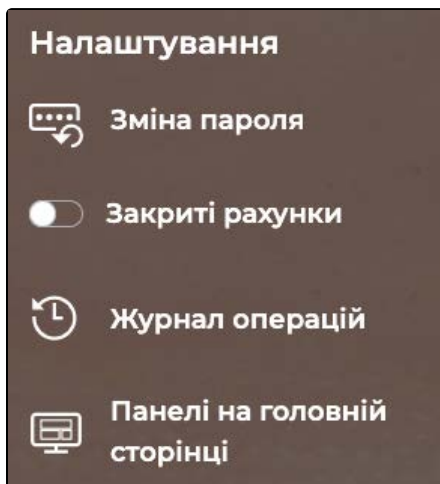 Налаштування
Зміна пароля
Закриті рахунки
Журнал операцій
Панелі на головній
сторінці